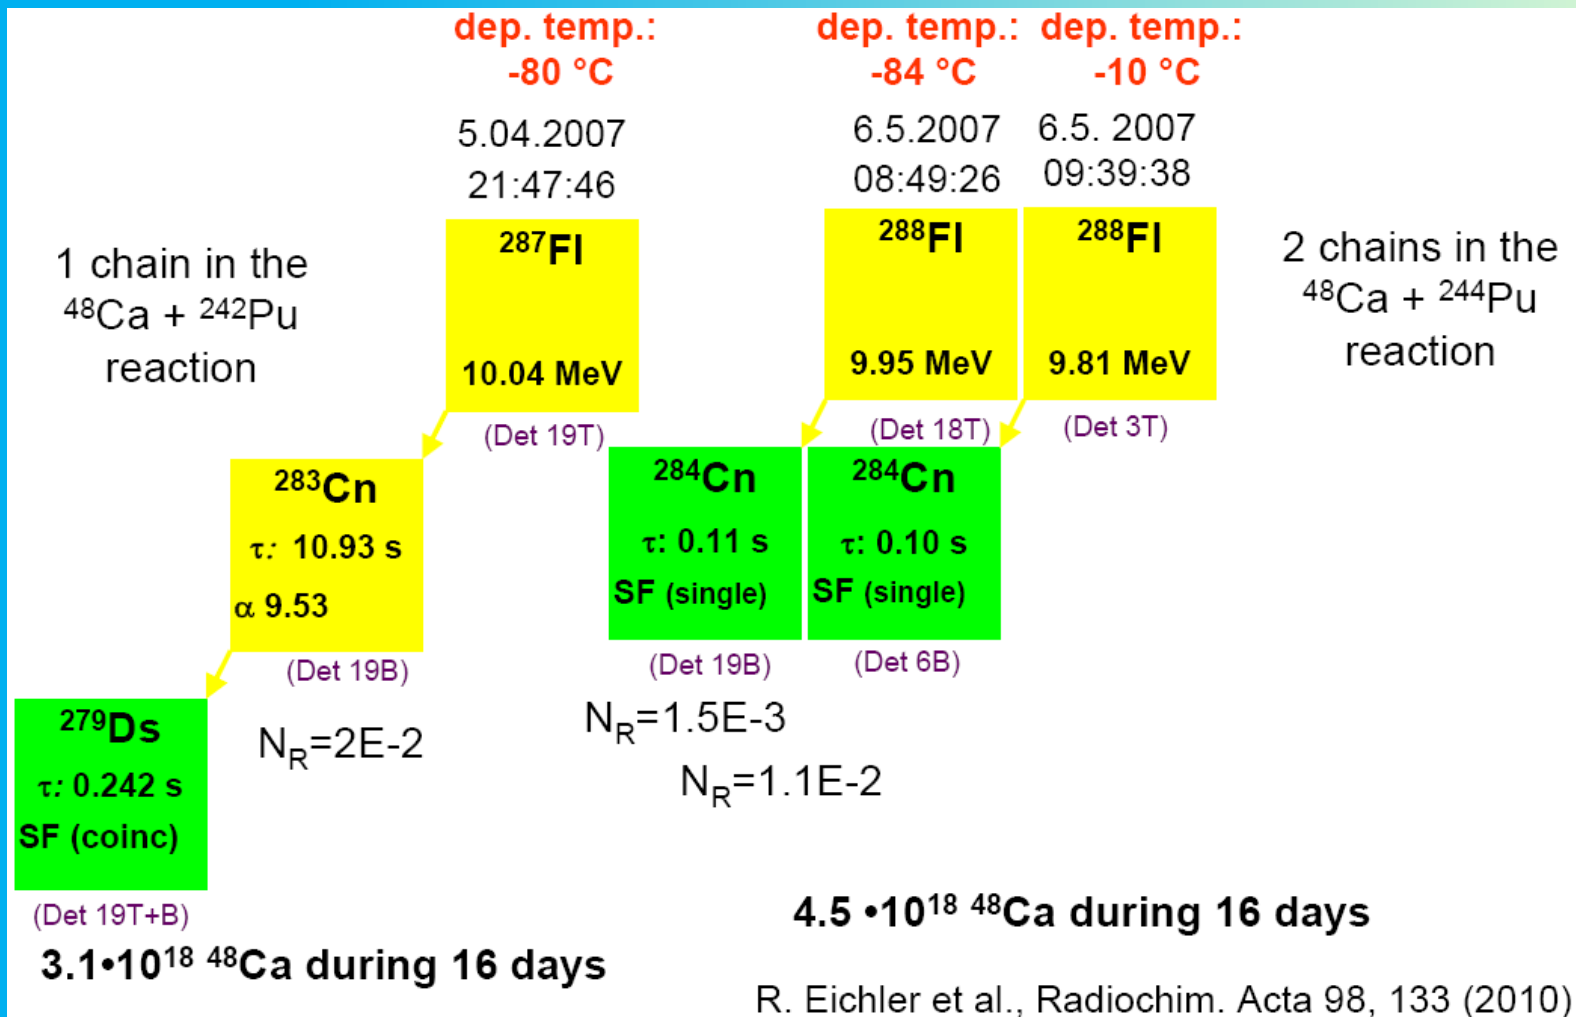 dep. temp.:
-80 °C
5.04.2007
21:47:46
dep. temp.:
-84 °C
6.5.2007
08:49:26
dep. temp.:
-10 °C
6.5. 2007
09:39:38
1 chain in the
⁴⁸Ca + ²⁴²Pu
reaction
²⁸⁷Fl
10.04 MeV
(Det 19T)
²⁸⁸Fl
9.95 MeV
(Det 18T)
²⁸⁸Fl
9.81 MeV
(Det 3T)
2 chains in the
⁴⁸Ca + ²⁴⁴Pu
reaction
²⁸³Cn
τ: 10.93 s
α 9.53
(Det 19B)
²⁸⁴Cn
τ: 0.11 s
SF (single)
(Det 19B)
²⁸⁴Cn
τ: 0.10 s
SF (single)
(Det 6B)
²⁷⁹Ds
τ: 0.242 s
SF (coinc)
(Det 19T+B)
N_R=2E-2
N_R=1.5E-3
N_R=1.1E-2
3.1•10¹⁸ ⁴⁸Ca during 16 days
4.5 •10¹⁸ ⁴⁸Ca during 16 days
R. Eichler et al., Radiochim. Acta 98, 133 (2010)